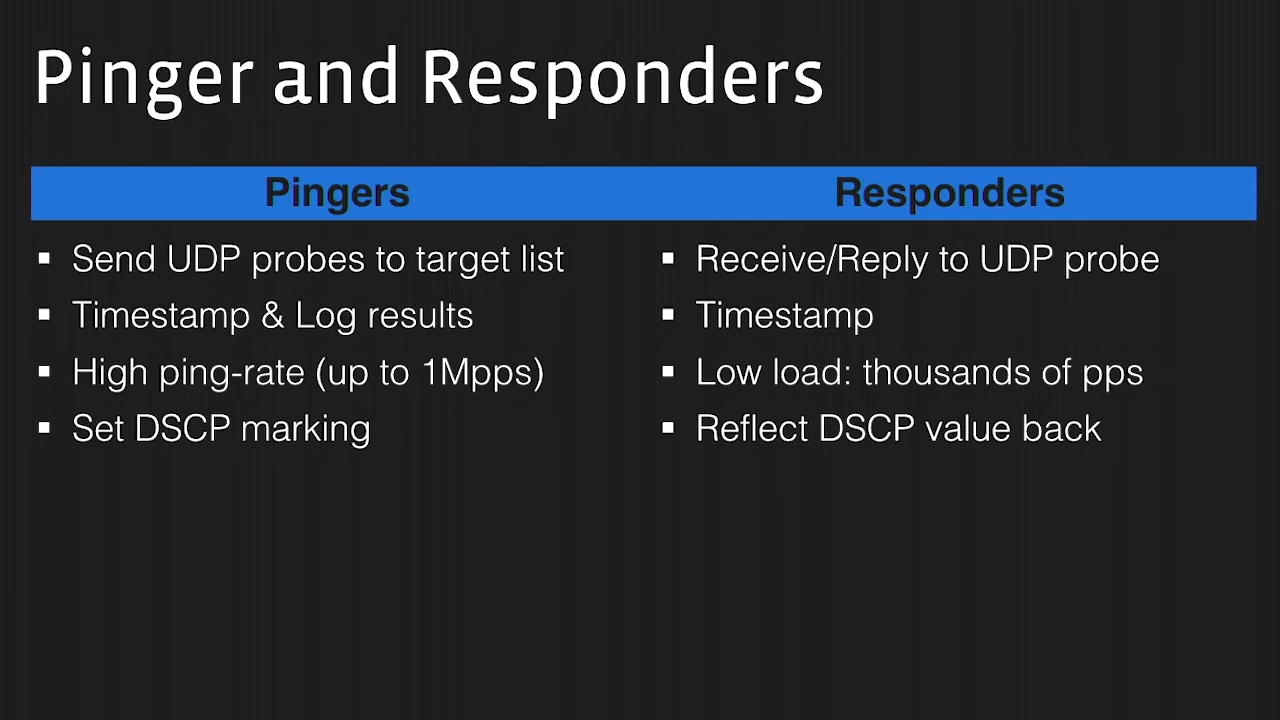 Pinger and Responders
Pingers
Responders
▪ Send UDP probes to target list
▪ Timestamp & Log results
▪ High ping-rate (up to 1Mpps)
▪ Set DSCP marking
▪ Receive/Reply to UDP probe
▪ Timestamp
▪ Low load: thousands of pps
▪ Reflect DSCP value back